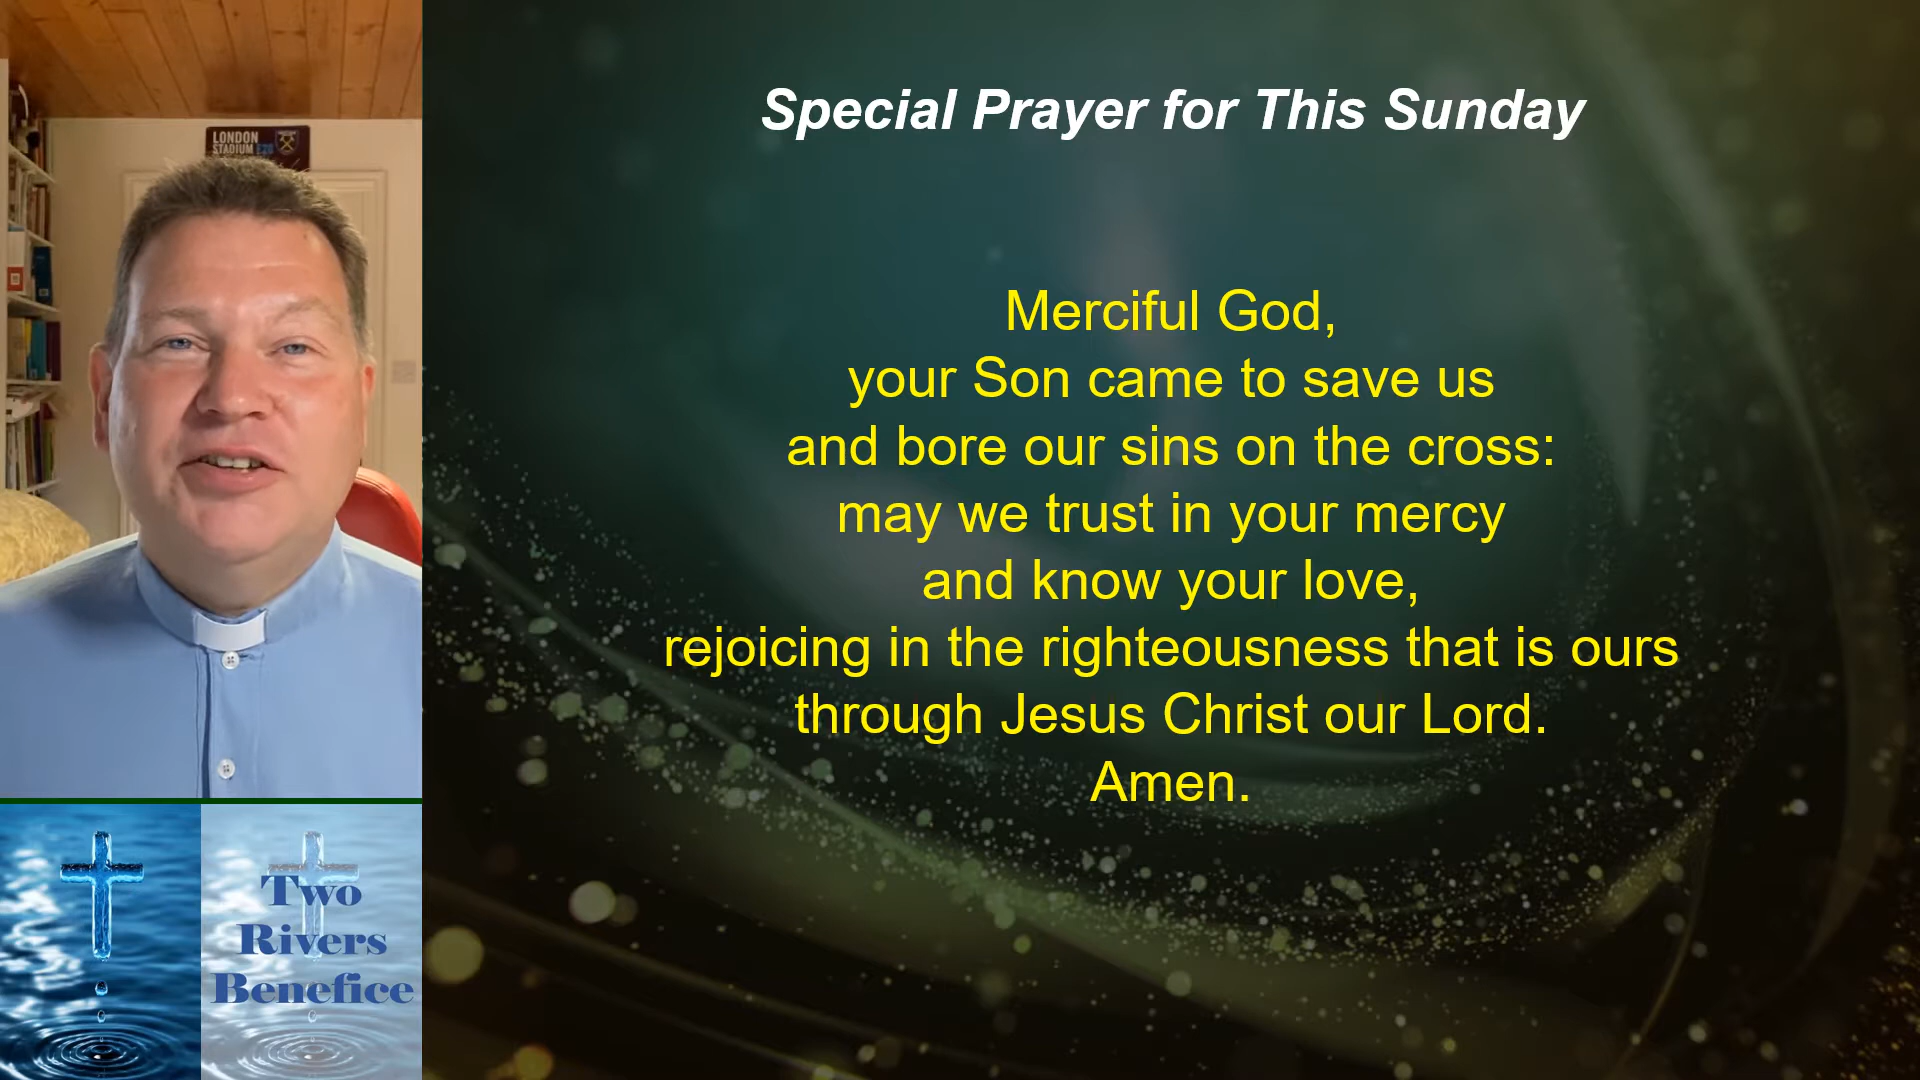 LONDON
STADIUM E20
Special Prayer for This Sunday
Merciful God,
your Son came to save us
and bore our sins on the cross:
may we trust in your mercy
and know your love,
rejoicing in the righteousness that is ours
through Jesus Christ our Lord.
Amen.
Two
Rivers
Benefice